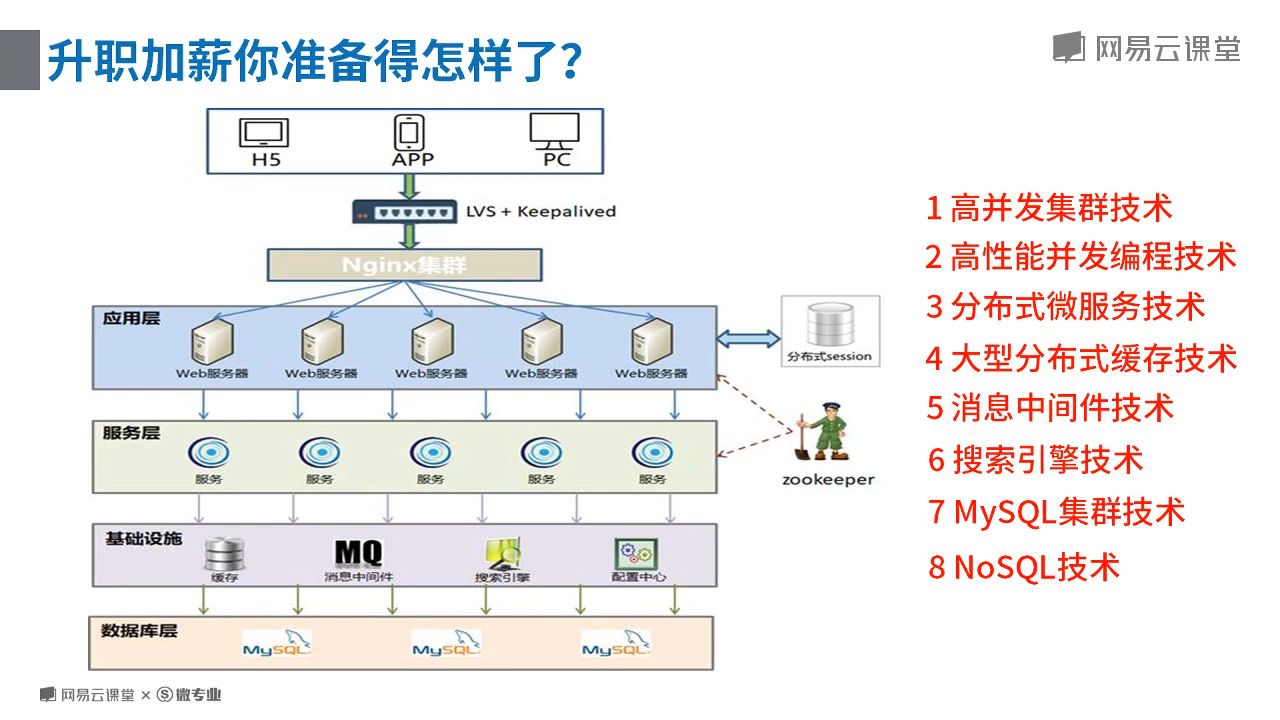 升职加薪你准备得怎样了？
网易云课堂
H5
APP
PC
LVS + Keepalived
Nginx集群
应用层
Web服务器
Web服务器
Web服务器
Web服务器
Web服务器
分布式session
服务层
服务
服务
服务
服务
服务
zookeeper
基础设施
缓存
MQ
消息中间件
搜索引擎
配置中心
数据库层
MySQL
MySQL
MySQL
1 高并发集群技术
2 高性能并发编程技术
3 分布式微服务技术
4 大型分布式缓存技术
5 消息中间件技术
6 搜索引擎技术
7 MySQL集群技术
8 NoSQL技术
网易云课堂 × Ⓢ 微专业